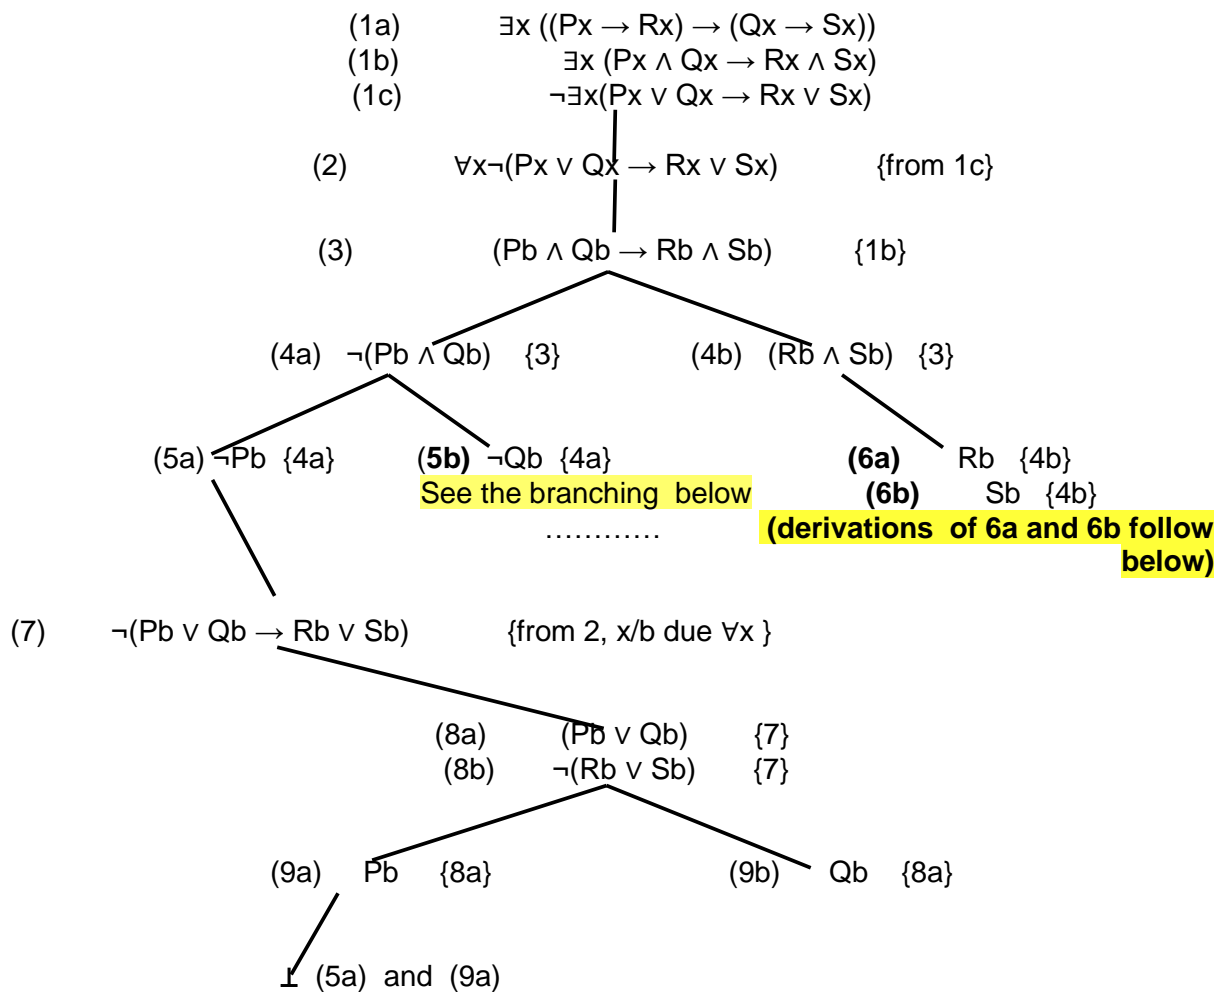 (1a) ∃x ((Px → Rx) → (Qx → Sx))
(1b) ∃x (Px ∧ Qx → Rx ∧ Sx)
(1c) ¬∃x(Px ∨ Qx → Rx ∨ Sx)
(2) ∀x¬(Px ∨ Qx → Rx ∨ Sx) {from 1c}
(3) (Pb ∧ Qb → Rb ∧ Sb) {1b}
(4a) ¬(Pb ∧ Qb) {3} (4b) (Rb ∧ Sb) {3}
(5a) ¬Pb {4a} (5b) ¬Qb {4a} (6a) Rb {4b}
See the branching below (6b) Sb {4b}
………… (derivations of 6a and 6b follow
below)
(7) ¬(Pb ∨ Qb → Rb ∨ Sb) {from 2, x/b due ∀x }
(8a) (Pb ∨ Qb) {7}
(8b) ¬(Rb ∨ Sb) {7}
(9a) Pb {8a} (9b) Qb {8a}
⊥ (5a) and (9a)